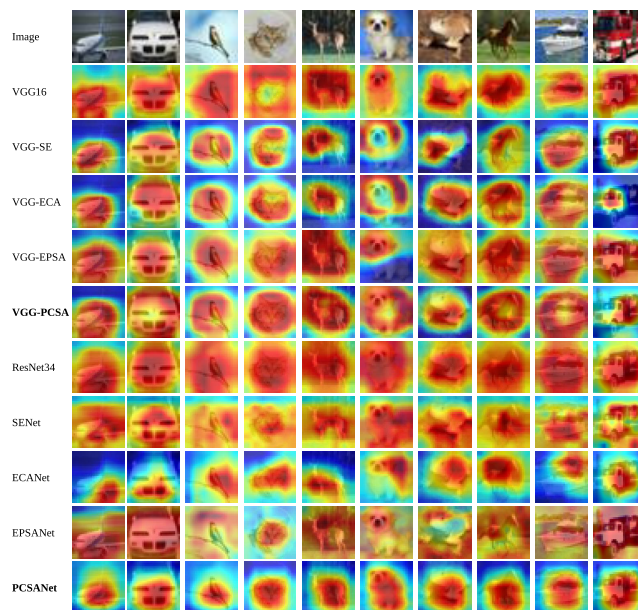 Image
VGG16
VGG-SE
VGG-ECA
VGG-EPSA
VGG-PCSA
ResNet34
SENet
ECANet
EPSANet
PCSANet